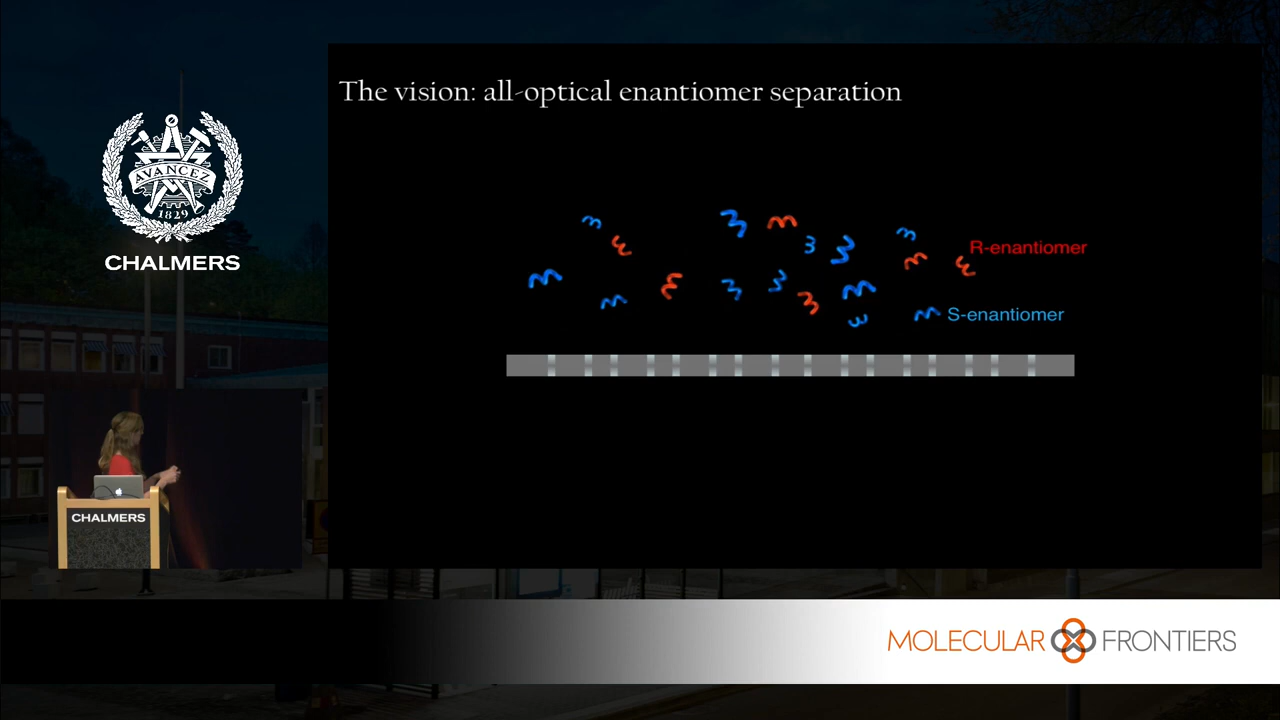 The vision: all-optical enantiomer separation
AVANCEZ
1829
CHALMERS
R-enantiomer
S-enantiomer
CHALMERS
MOLECULAR FRONTIERS